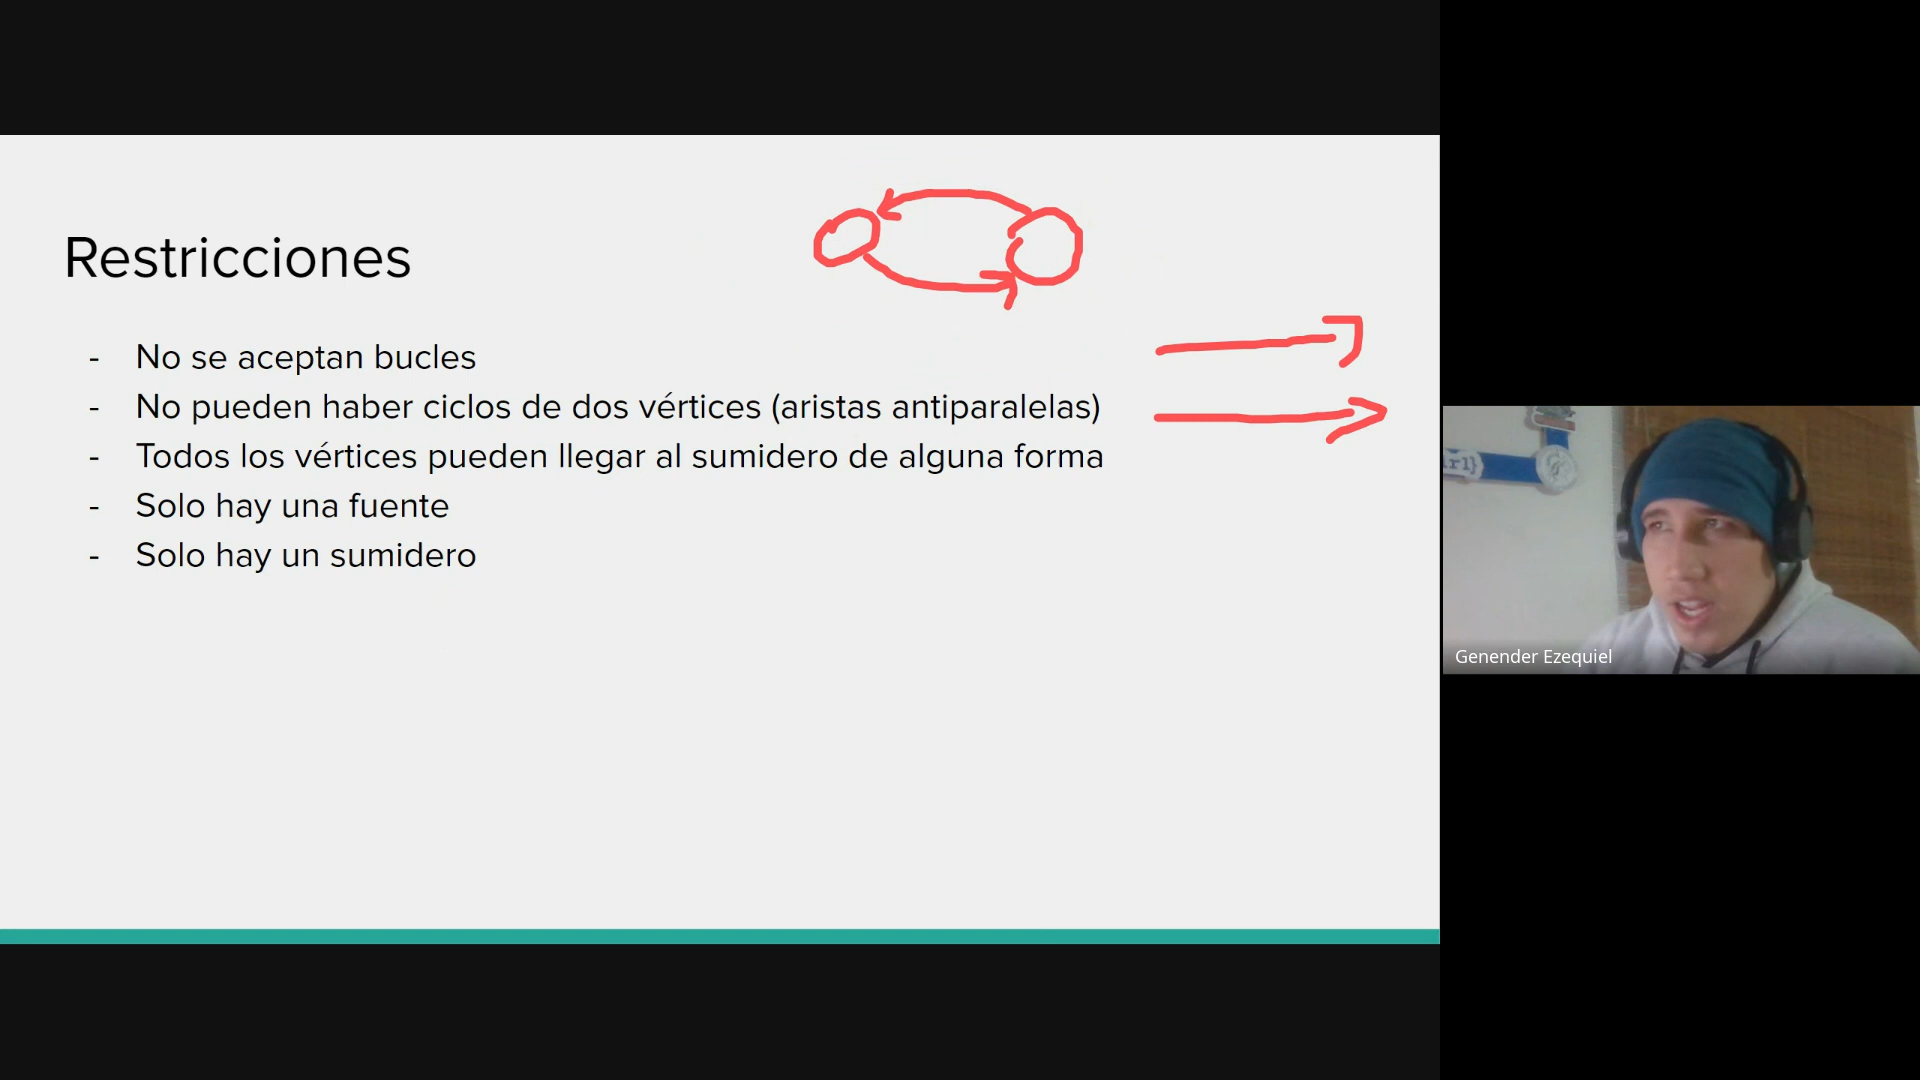 Restricciones
- No se aceptan bucles
- No pueden haber ciclos de dos vértices (aristas antiparalelas)
- Todos los vértices pueden llegar al sumidero de alguna forma
- Solo hay una fuente
- Solo hay un sumidero
Genender Ezequiel